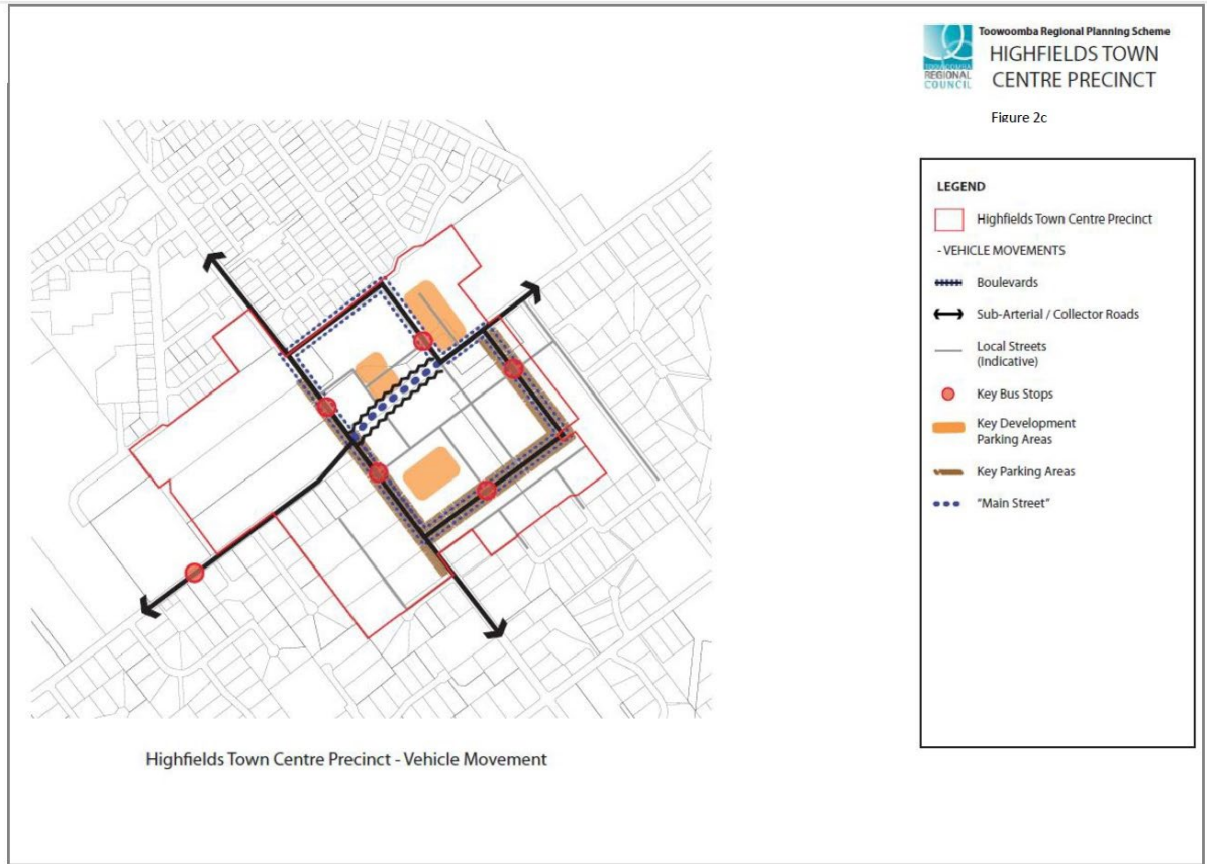 Toowoomba Regional Planning Scheme
HIGHFIELDS TOWN
CENTRE PRECINCT
REGIONAL
COUNCIL
Figure 2c
LEGEND
Highfields Town Centre Precinct
- VEHICLE MOVEMENTS
Boulevards
Sub-Arterial / Collector Roads
Local Streets
(Indicative)
Key Bus Stops
Key Development
Parking Areas
Key Parking Areas
"Main Street"
Highfields Town Centre Precinct - Vehicle Movement